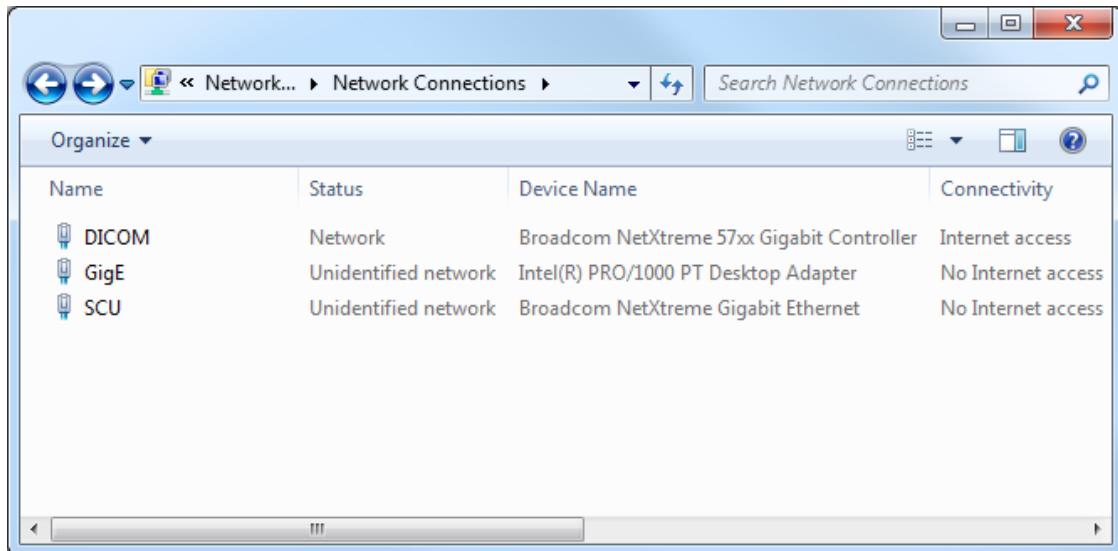 « Network... ▸ Network Connections ▸ Search Network Connections
Organize
Name Status Device Name Connectivity
DICOM Network Broadcom NetXtreme 57xx Gigabit Controller Internet access
GigE Unidentified network Intel(R) PRO/1000 PT Desktop Adapter No Internet access
SCU Unidentified network Broadcom NetXtreme Gigabit Ethernet No Internet access